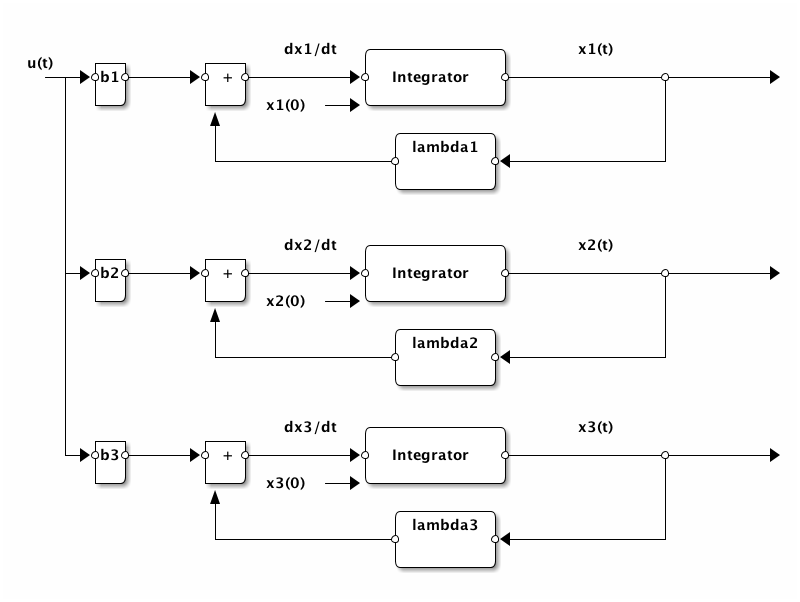 dx1/dt x1(t)
u(t)
b1 + Integrator
x1(0)
lambda1
dx2/dt x2(t)
b2 + Integrator
x2(0)
lambda2
dx3/dt x3(t)
b3 + Integrator
x3(0)
lambda3